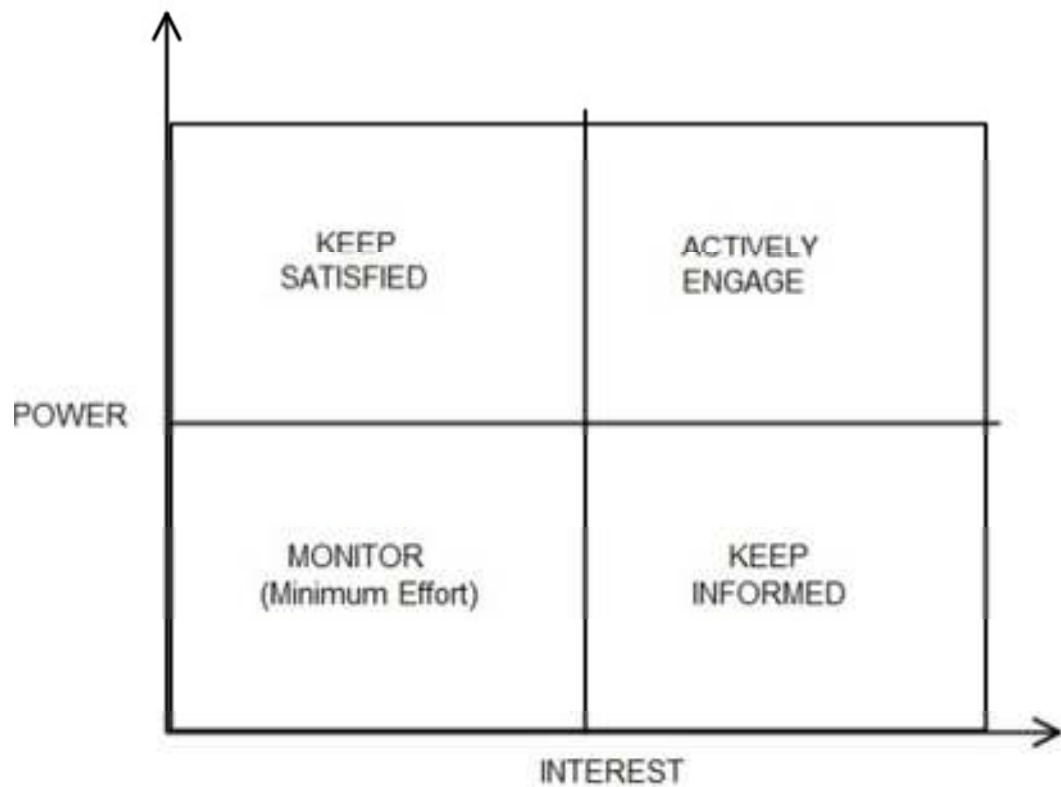 KEEP
SATISFIED
ACTIVELY
ENGAGE
POWER
MONITOR
(Minimum Effort)
KEEP
INFORMED
INTEREST